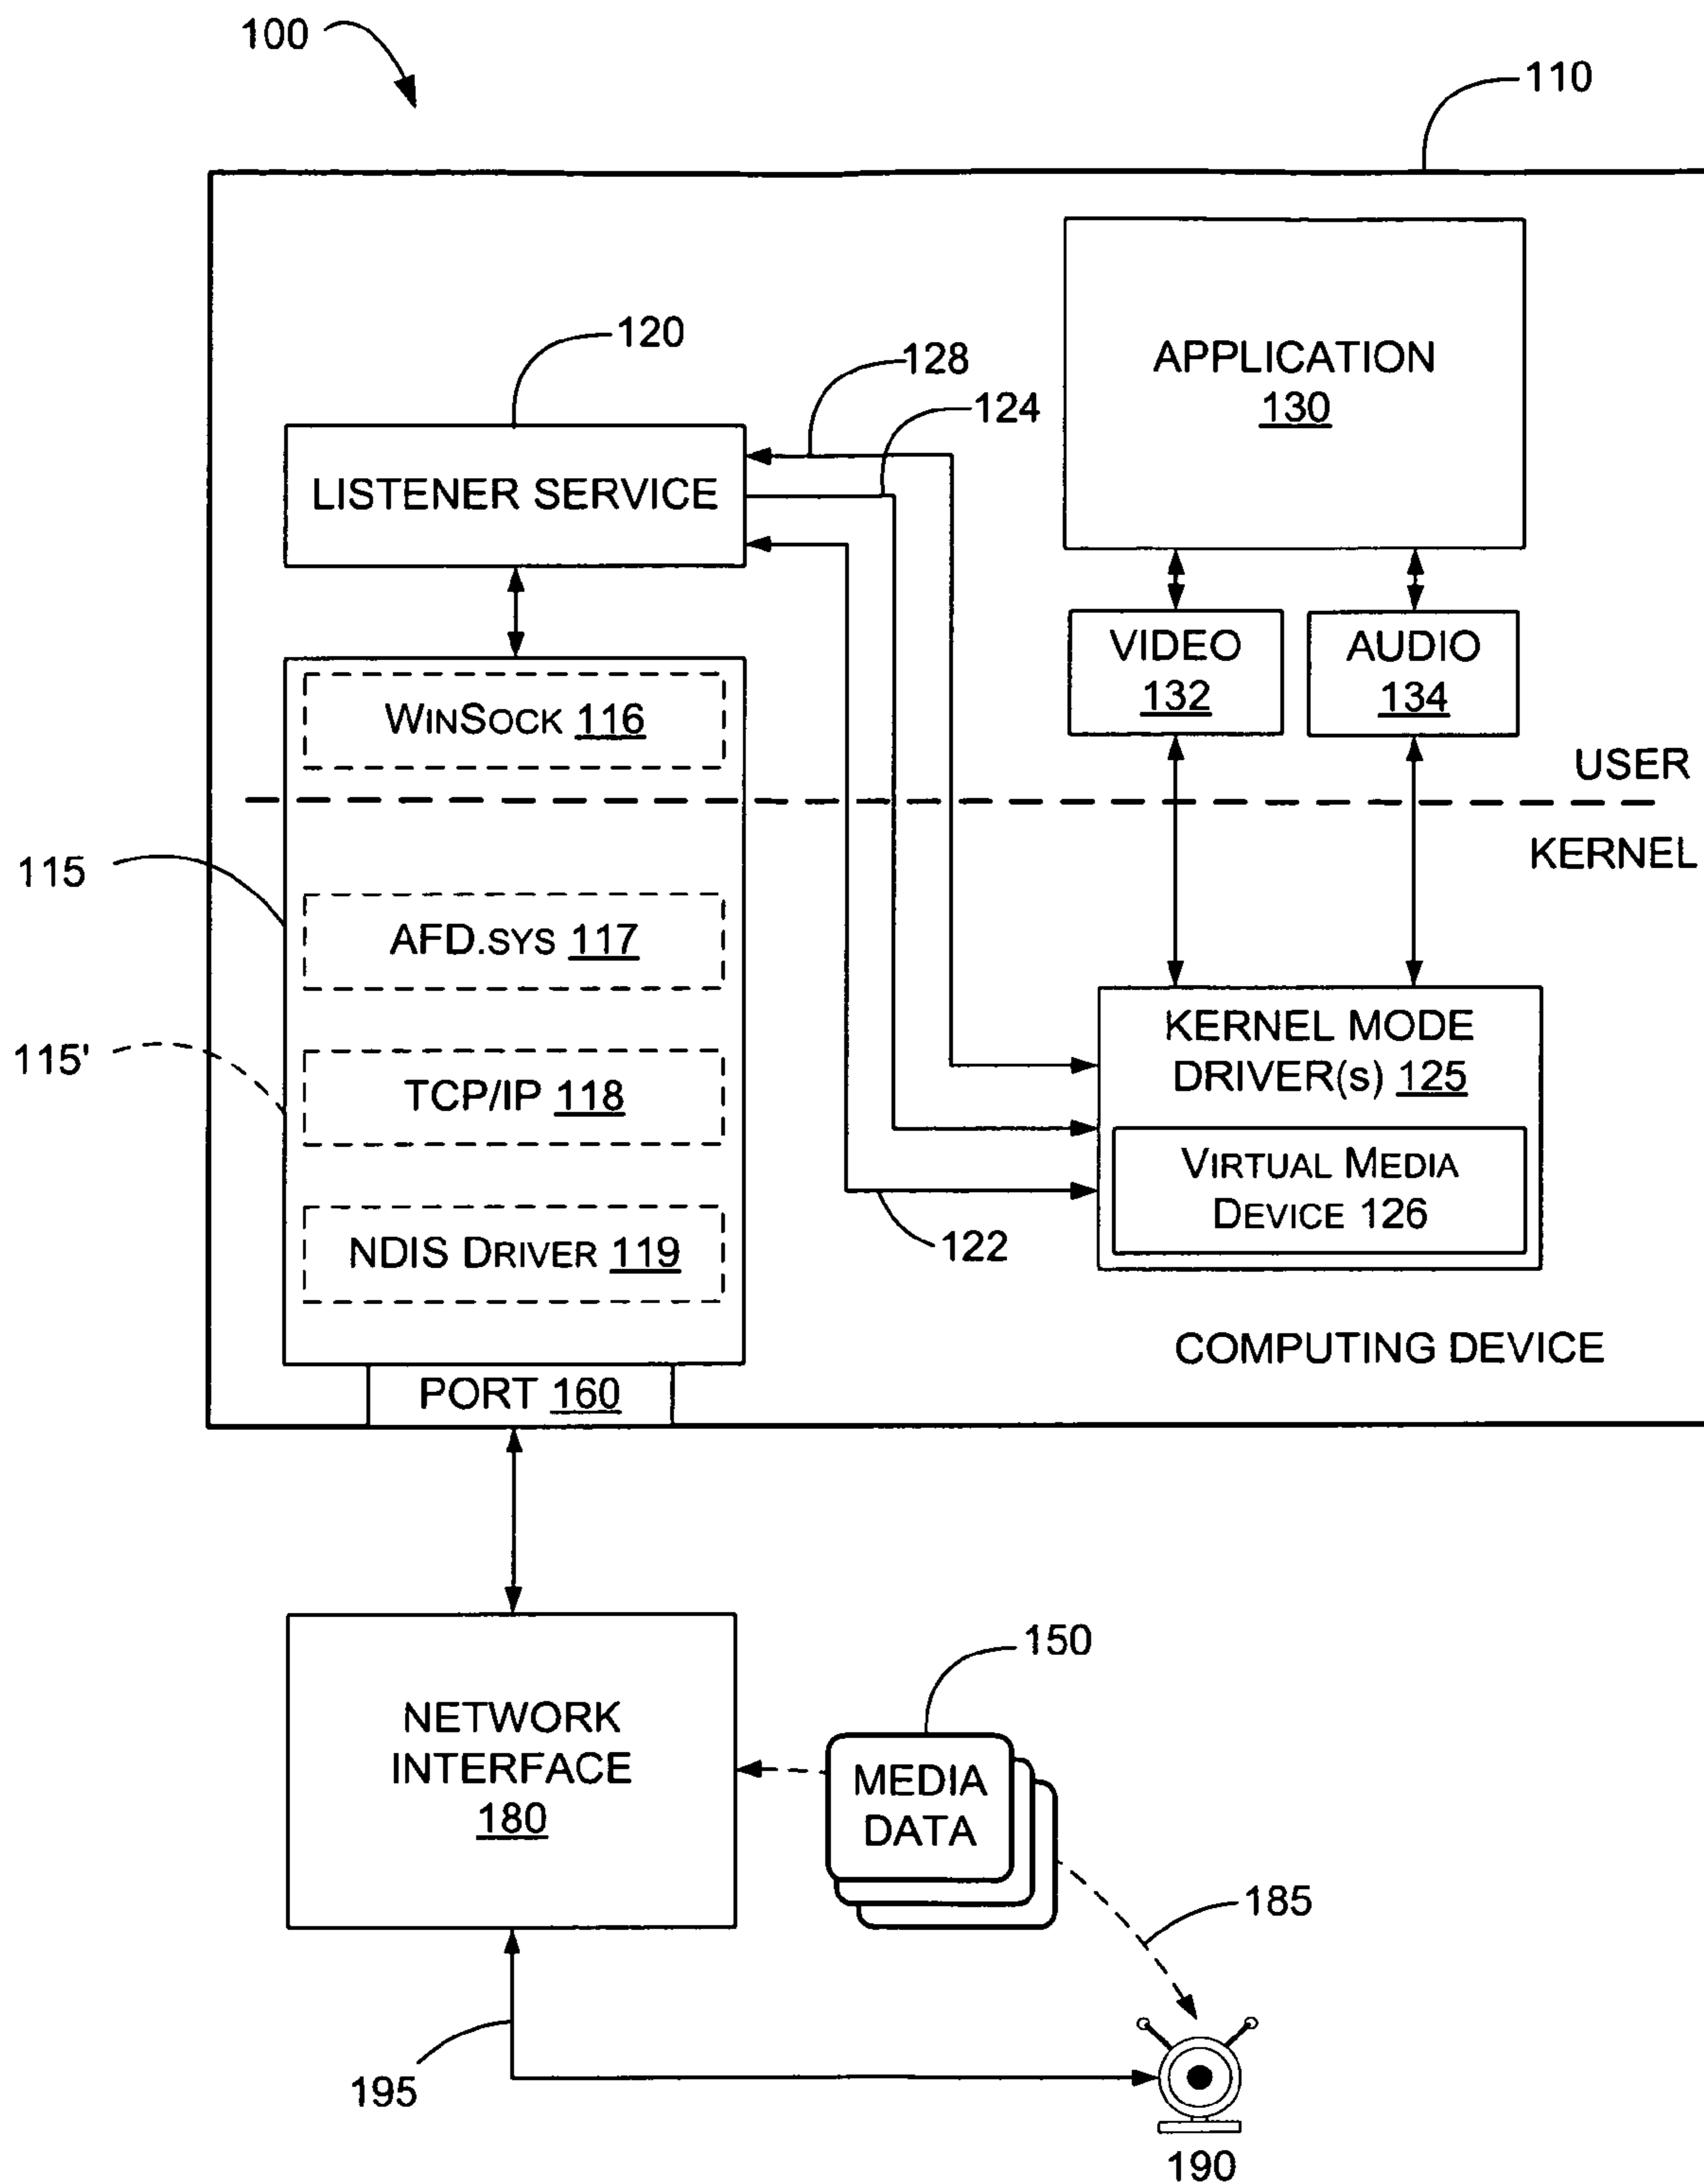 100
110
120
128
124
APPLICATION
130
LISTENER SERVICE
VIDEO
132
AUDIO
134
WINSOCK 116
USER
KERNEL
115
AFD.SYS 117
115'
TCP/IP 118
KERNEL MODE
DRIVER(s) 125
VIRTUAL MEDIA
DEVICE 126
NDIS DRIVER 119
122
COMPUTING DEVICE
PORT 160
150
NETWORK
INTERFACE
180
MEDIA
DATA
185
195
190